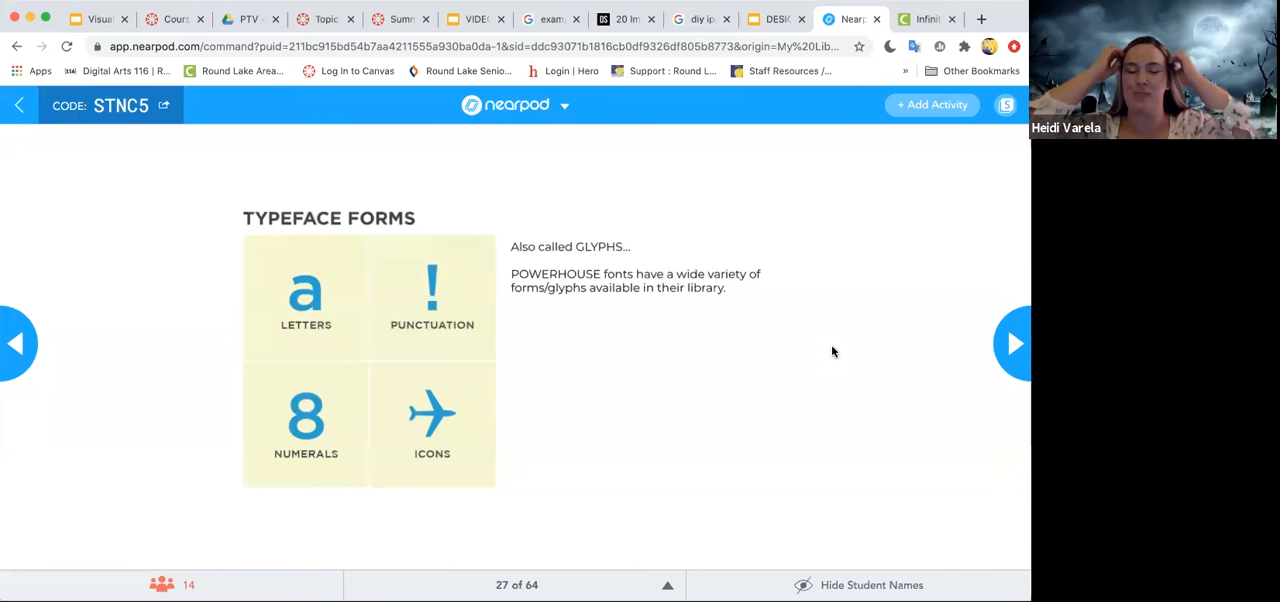 Visual
Cours
PTV -
Topic
Sumn
VIDEO
exam
DS
20 Im
diy ip
DESIG
Nearp
Infinit
app.nearpod.com/command?puid=211bc915bd54b7aa4211555a930ba0da-1&sid=ddc93071b1816cb0df9326df805b8773&origin=My%20Lib...
Apps
Digital Arts 116 | R...
Round Lake Area...
Log In to Canvas
Round Lake Senio...
Login | Hero
Support : Round L...
Staff Resources /...
»
Other Bookmarks
CODE: STNC5
nearpod
+ Add Activity
S
Heidi Varela
TYPEFACE FORMS
a
LETTERS
!
PUNCTUATION
8
NUMERALS
ICONS
Also called GLYPHS...
POWERHOUSE fonts have a wide variety of
forms/glyphs available in their library.
14
27 of 64
Hide Student Names